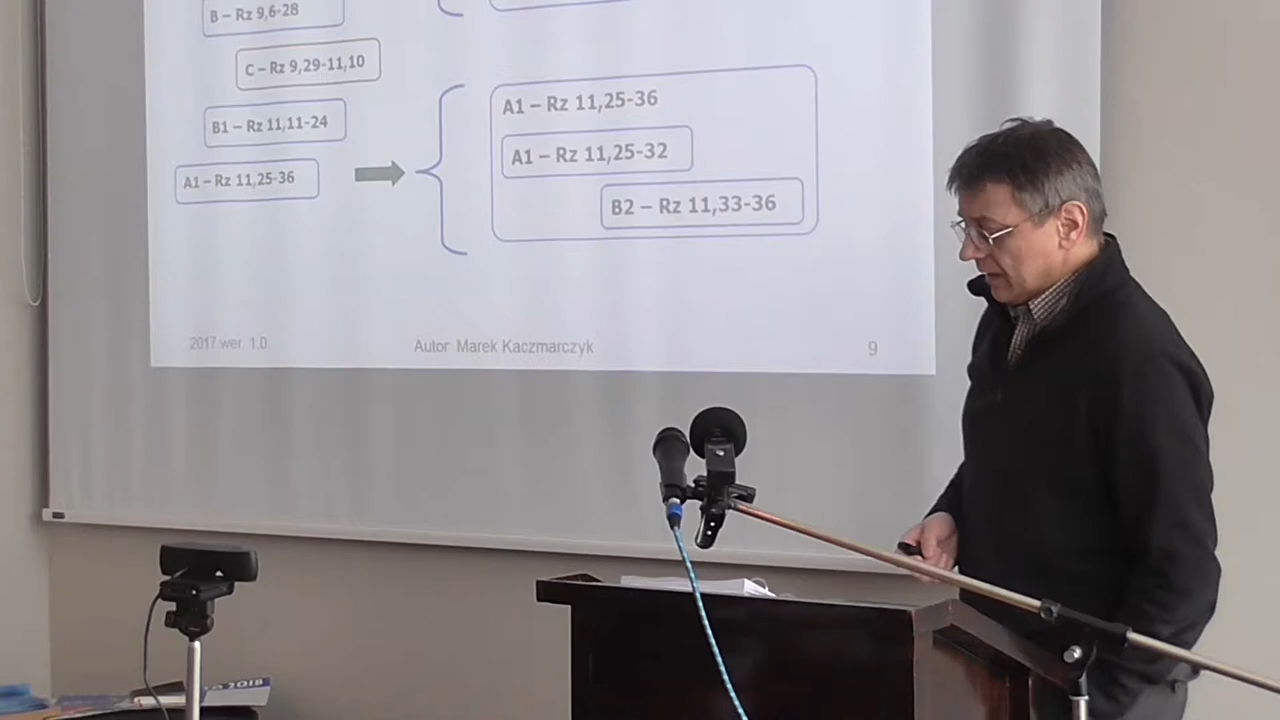 B – Rz 9,6-28
C – Rz 9,29-11,10
B1 – Rz 11,11-24
A1 – Rz 11,25-36
A1 – Rz 11,25-36
A1 – Rz 11,25-32
B2 – Rz 11,33-36
2017 wer. 1.0
Autor Marek Kaczmarczyk
9
2018